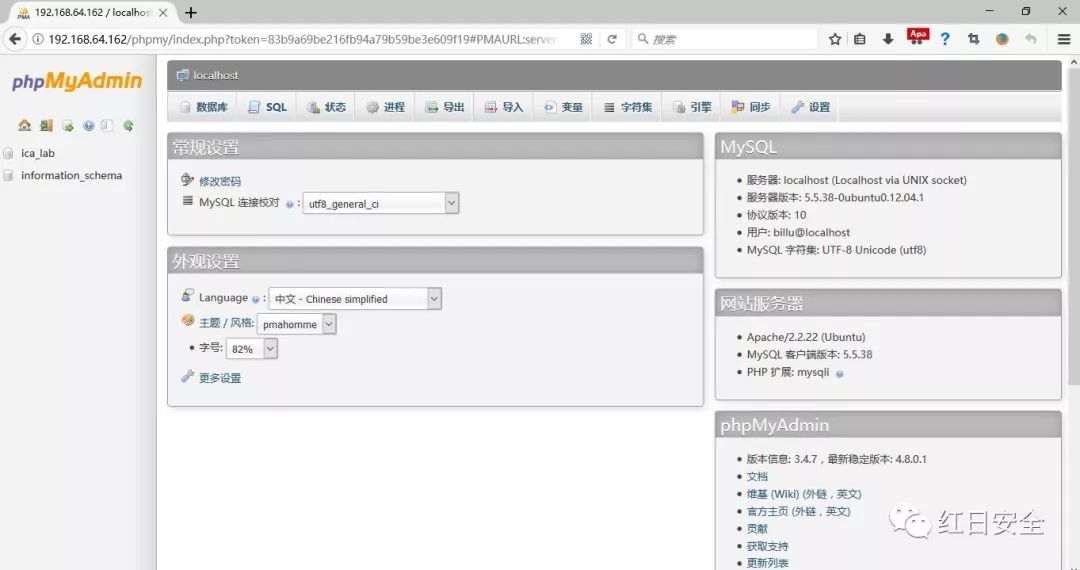 192.168.64.162 / localhost
192.168.64.162/phpmy/index.php?token=83b9a69be216fb94a79b59be3e609f19#PMAURL:server
搜索
Apa
phpMyAdmin
ica_lab
information_schema
localhost
数据库 SQL 状态 进程 导出 导入 变量 字符集 引擎 同步 设置
常规设置
修改密码
MySQL 连接校对 : utf8_general_ci
外观设置
Language : 中文 - Chinese simplified
主题 / 风格: pmahomme
字号: 82%
更多设置
MySQL
服务器: localhost (Localhost via UNIX socket)
服务器版本: 5.5.38-0ubuntu0.12.04.1
协议版本: 10
用户: billu@localhost
MySQL 字符集: UTF-8 Unicode (utf8)
网站服务器
Apache/2.2.22 (Ubuntu)
MySQL 客户端版本: 5.5.38
PHP 扩展: mysqli
phpMyAdmin
版本信息: 3.4.7，最新稳定版本: 4.8.0.1
文档
维基 (Wiki) (外链，英文)
官方主页 (外链，英文)
贡献
获取支持
更新列表
红日安全